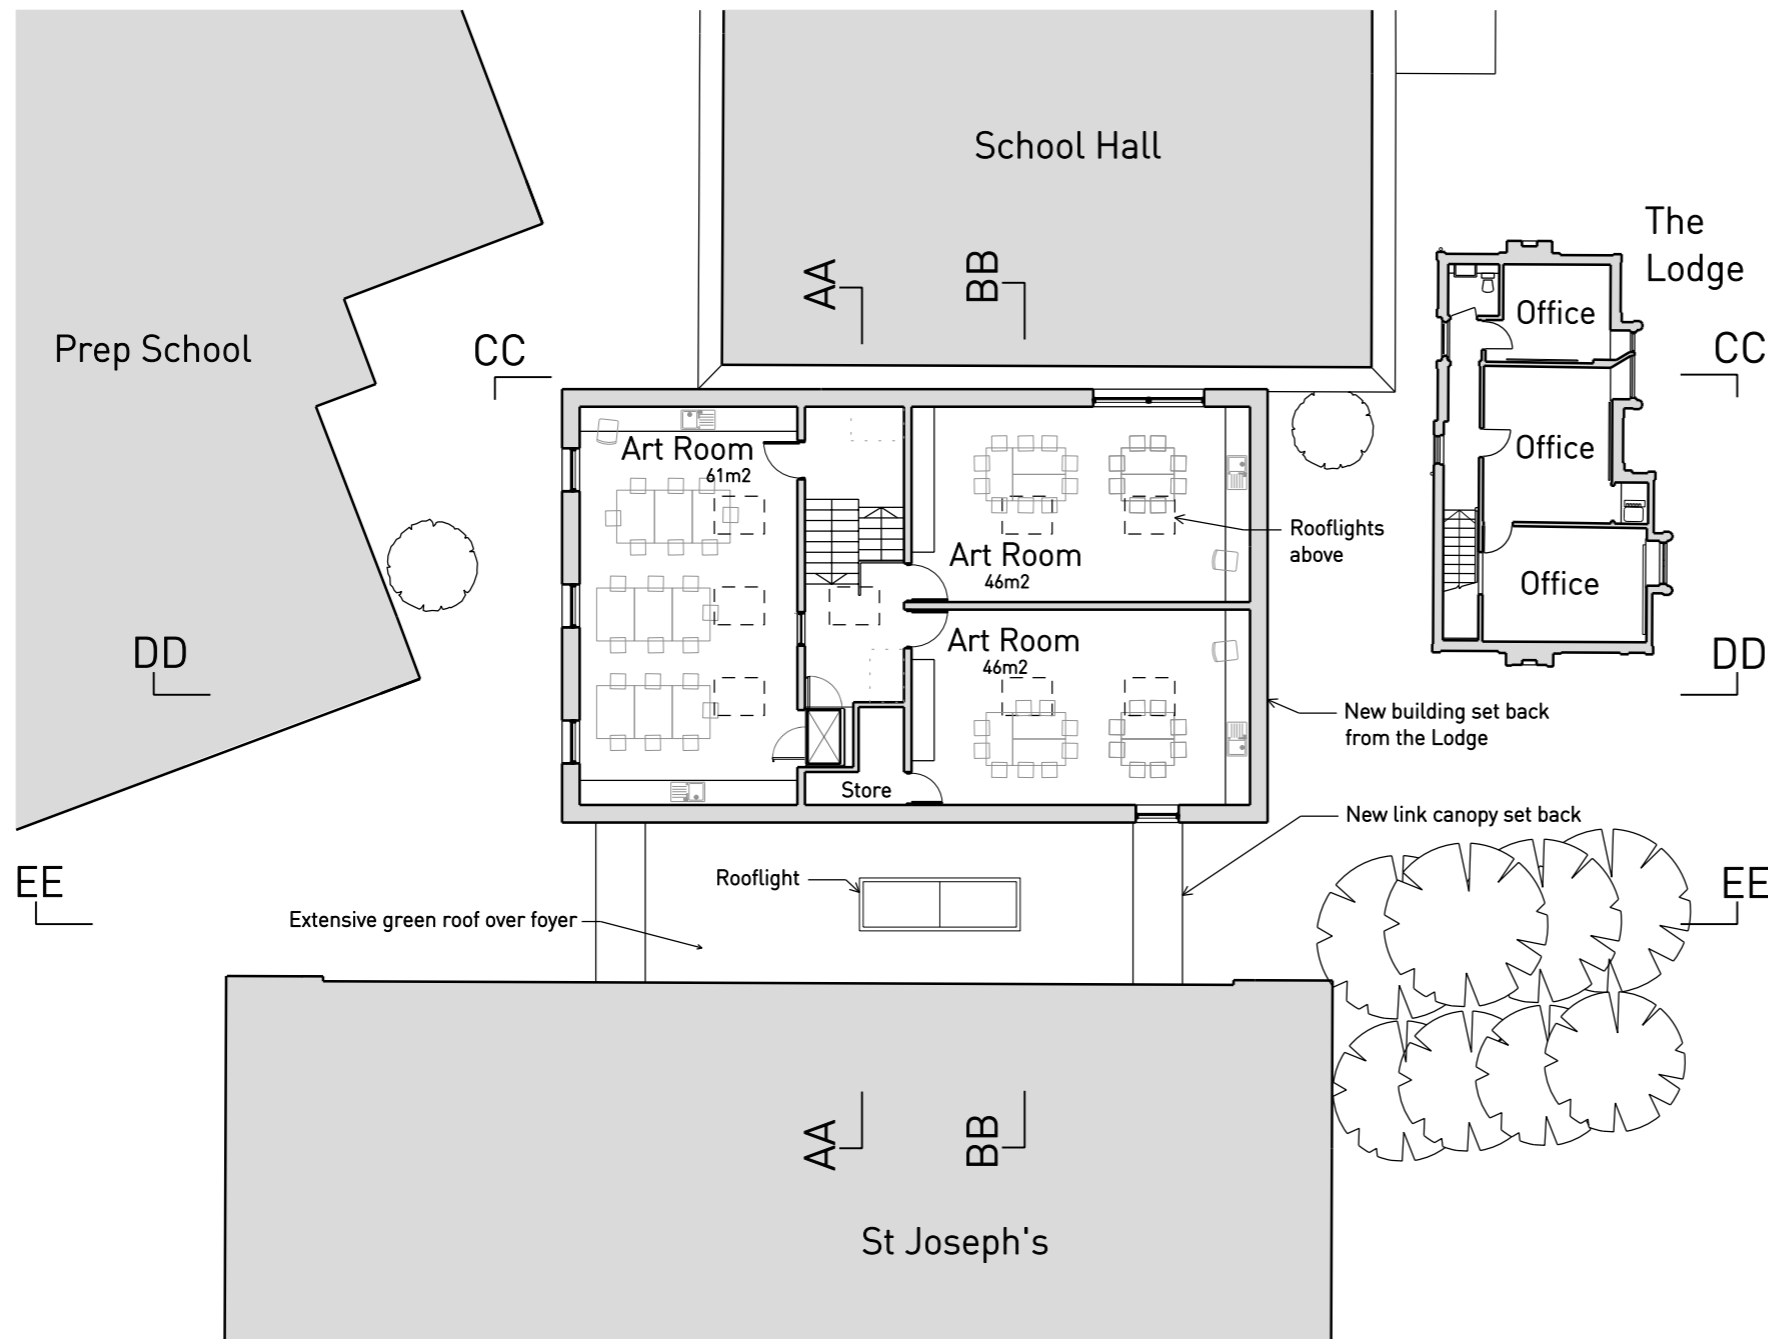 School Hall
The
Lodge
Prep School
AA
BB
CC
CC
Office
Office
Office
Art Room
61m2
Art Room
46m2
Rooflights
above
Art Room
46m2
DD
DD
New building set back
from the Lodge
Store
New link canopy set back
Rooflight
EE
EE
Extensive green roof over foyer
AA
BB
St Joseph's